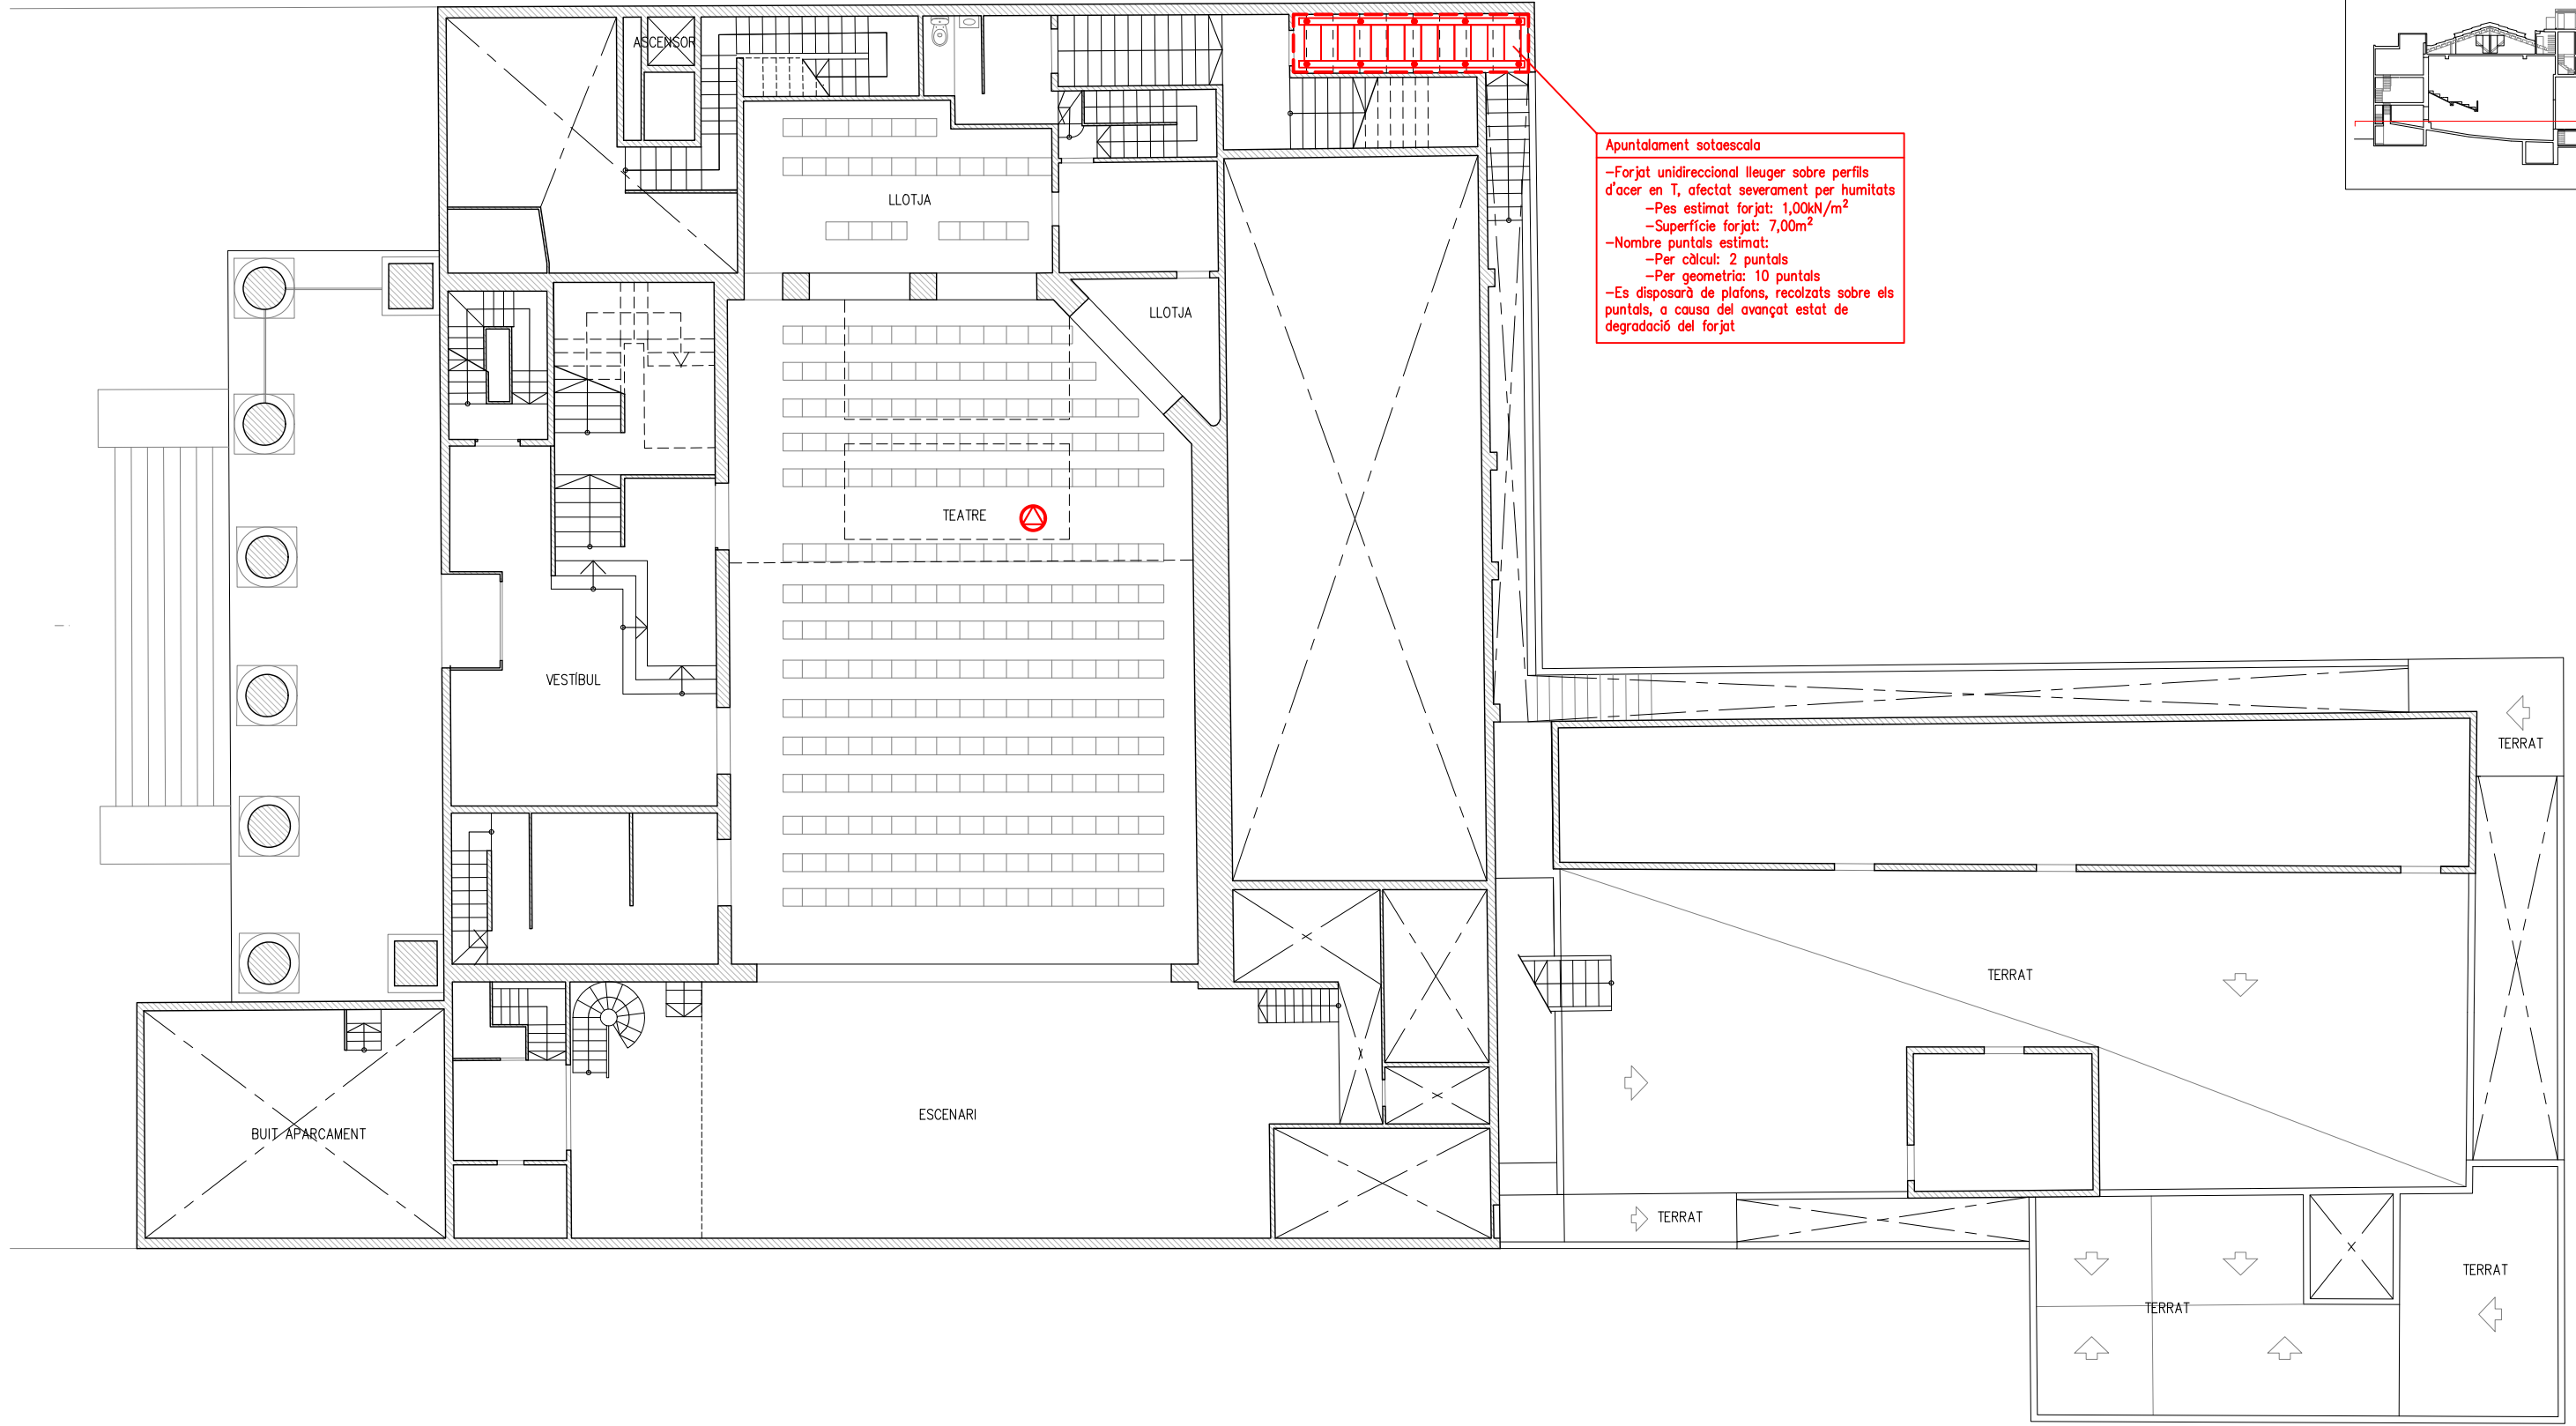 ASCENSOR
LLOTJA
Apuntalament sotaescala
-Forjat unidireccional lleuger sobre perfils
d'acer en T, afectat severament per humitats
-Pes estimat forjat: 1,00kN/m²
-Superfície forjat: 7,00m²
-Nombre puntals estimat:
-Per càlcul: 2 puntals
-Per geometria: 10 puntals
-Es disposarà de plafons, recolzats sobre els
puntals, a causa del avançat estat de
degradació del forjat
LLOTJA
TEATRE
VESTÍBUL
TERRAT
TERRAT
ESCENARI
BUIT APARCAMENT
TERRAT
TERRAT
TERRAT